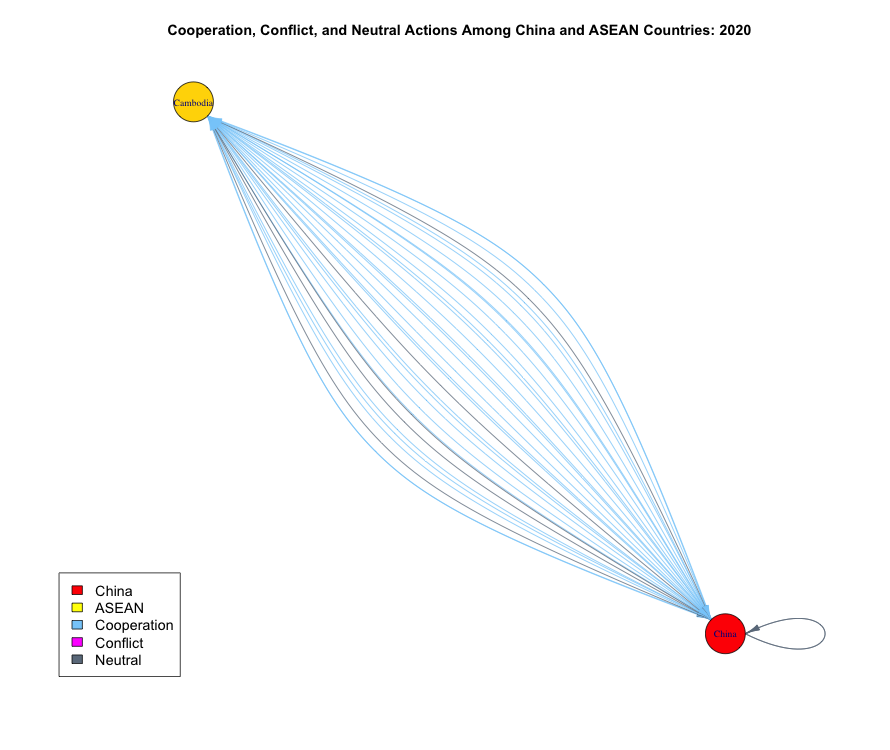 Cooperation, Conflict, and Neutral Actions Among China and ASEAN Countries: 2020
Cambodia
China
ASEAN
Cooperation
Conflict
Neutral
China